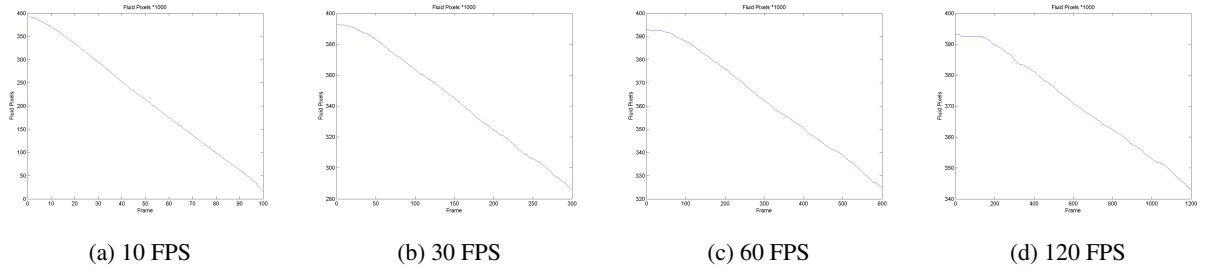 Fluid Pixels *1000
400
350
300
250
200
150
100
50
0
Fluid Pixels
0 10 20 30 40 50 60 70 80 90 100
Frame
(a) 10 FPS
Fluid Pixels *1000
400
380
360
340
320
300
280
Fluid Pixels
0 50 100 150 200 250 300
Frame
(b) 30 FPS
Fluid Pixels *1000
400
390
380
370
360
350
340
330
320
Fluid Pixels
0 100 200 300 400 500 600
Frame
(c) 60 FPS
Fluid Pixels *1000
400
390
380
370
360
350
340
Fluid Pixels
0 200 400 600 800 1000 1200
Frame
(d) 120 FPS